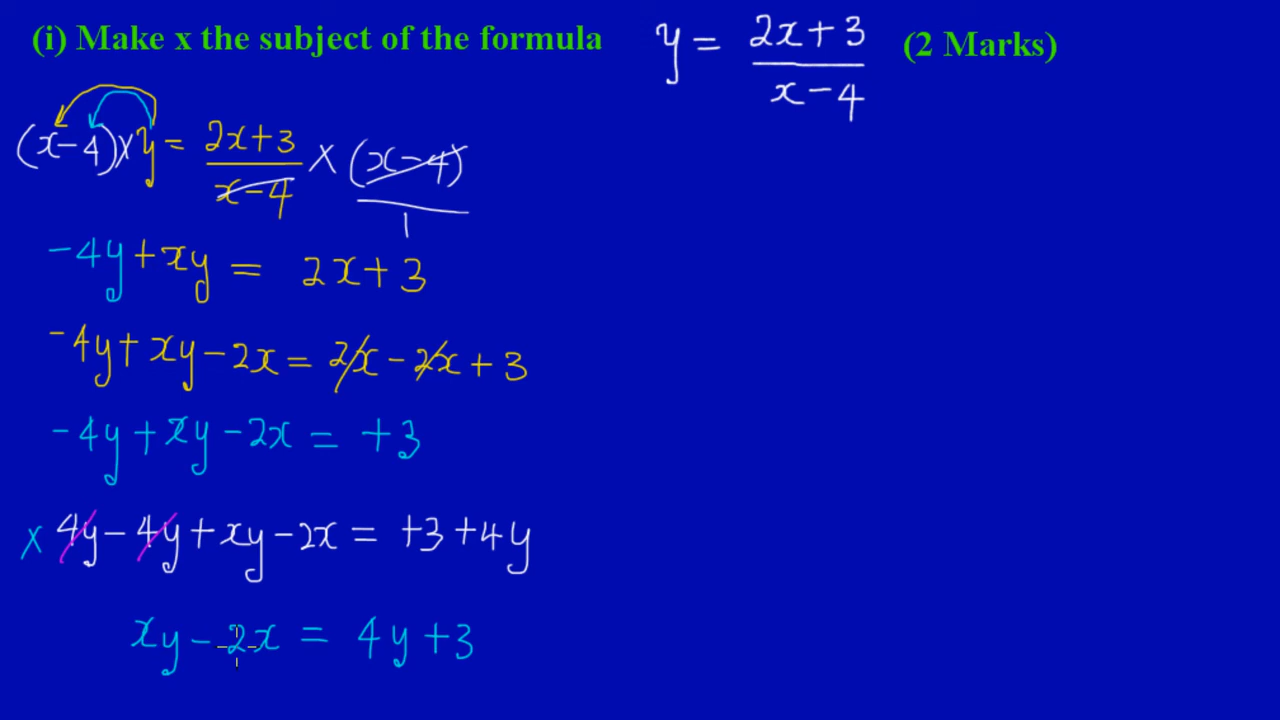 (i) Make x the subject of the formula y = (2x+3)/(x-4) (2 Marks)
(x-4)×y = (2x+3)/(x-4) × (x-4)/1
-4y+xy = 2x+3
-4y+xy-2x = 2x-2x+3
-4y+xy-2x = +3
x 4y-4y+xy-2x = +3+4y
xy-2x = 4y+3